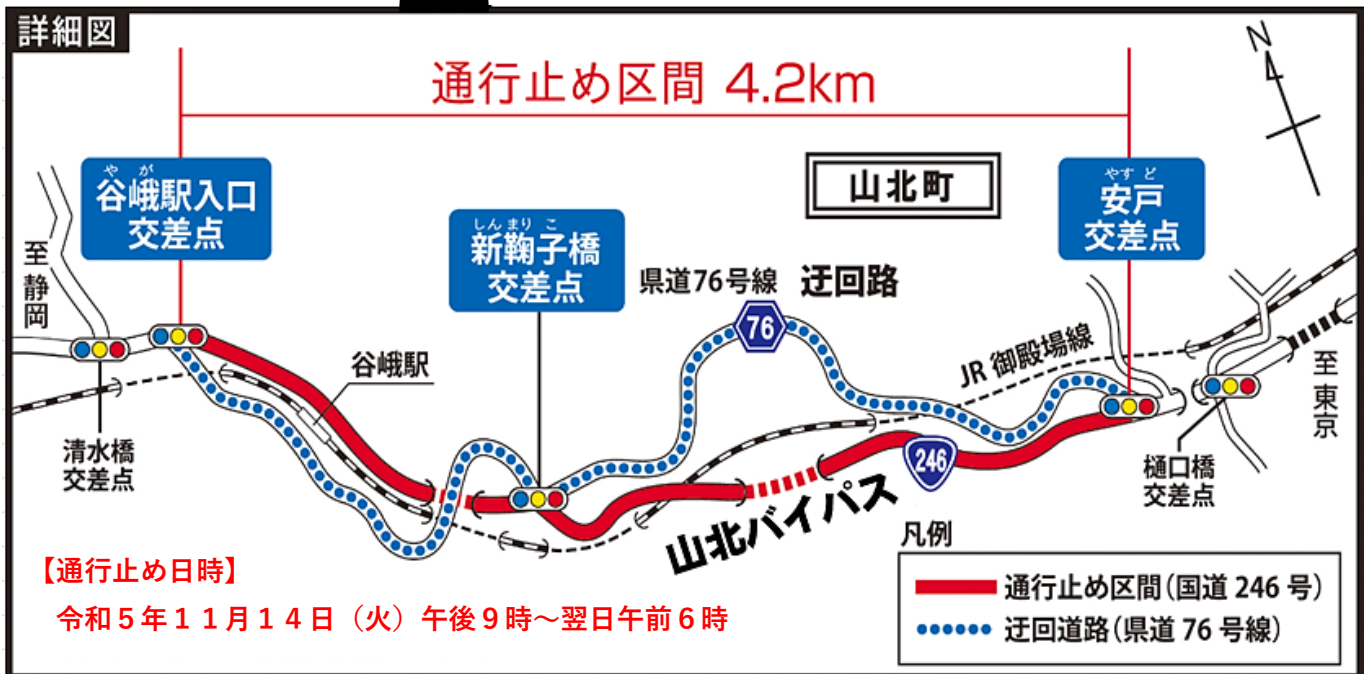 詳細図
通行止め区間 4.2km
N
やが
谷峨駅入口
交差点
しんまりこ
新鞠子橋
交差点
山北町
やすど
安戸
交差点
至静岡
県道76号線 迂回路
76
谷峨駅
JR 御殿場線
至東京
清水橋
交差点
246
樋口橋
交差点
山北バイパス
【通行止め日時】
令和5年11月14日（火）午後9時～翌日午前6時
凡例
通行止め区間（国道 246 号）
迂回道路（県道 76 号線）